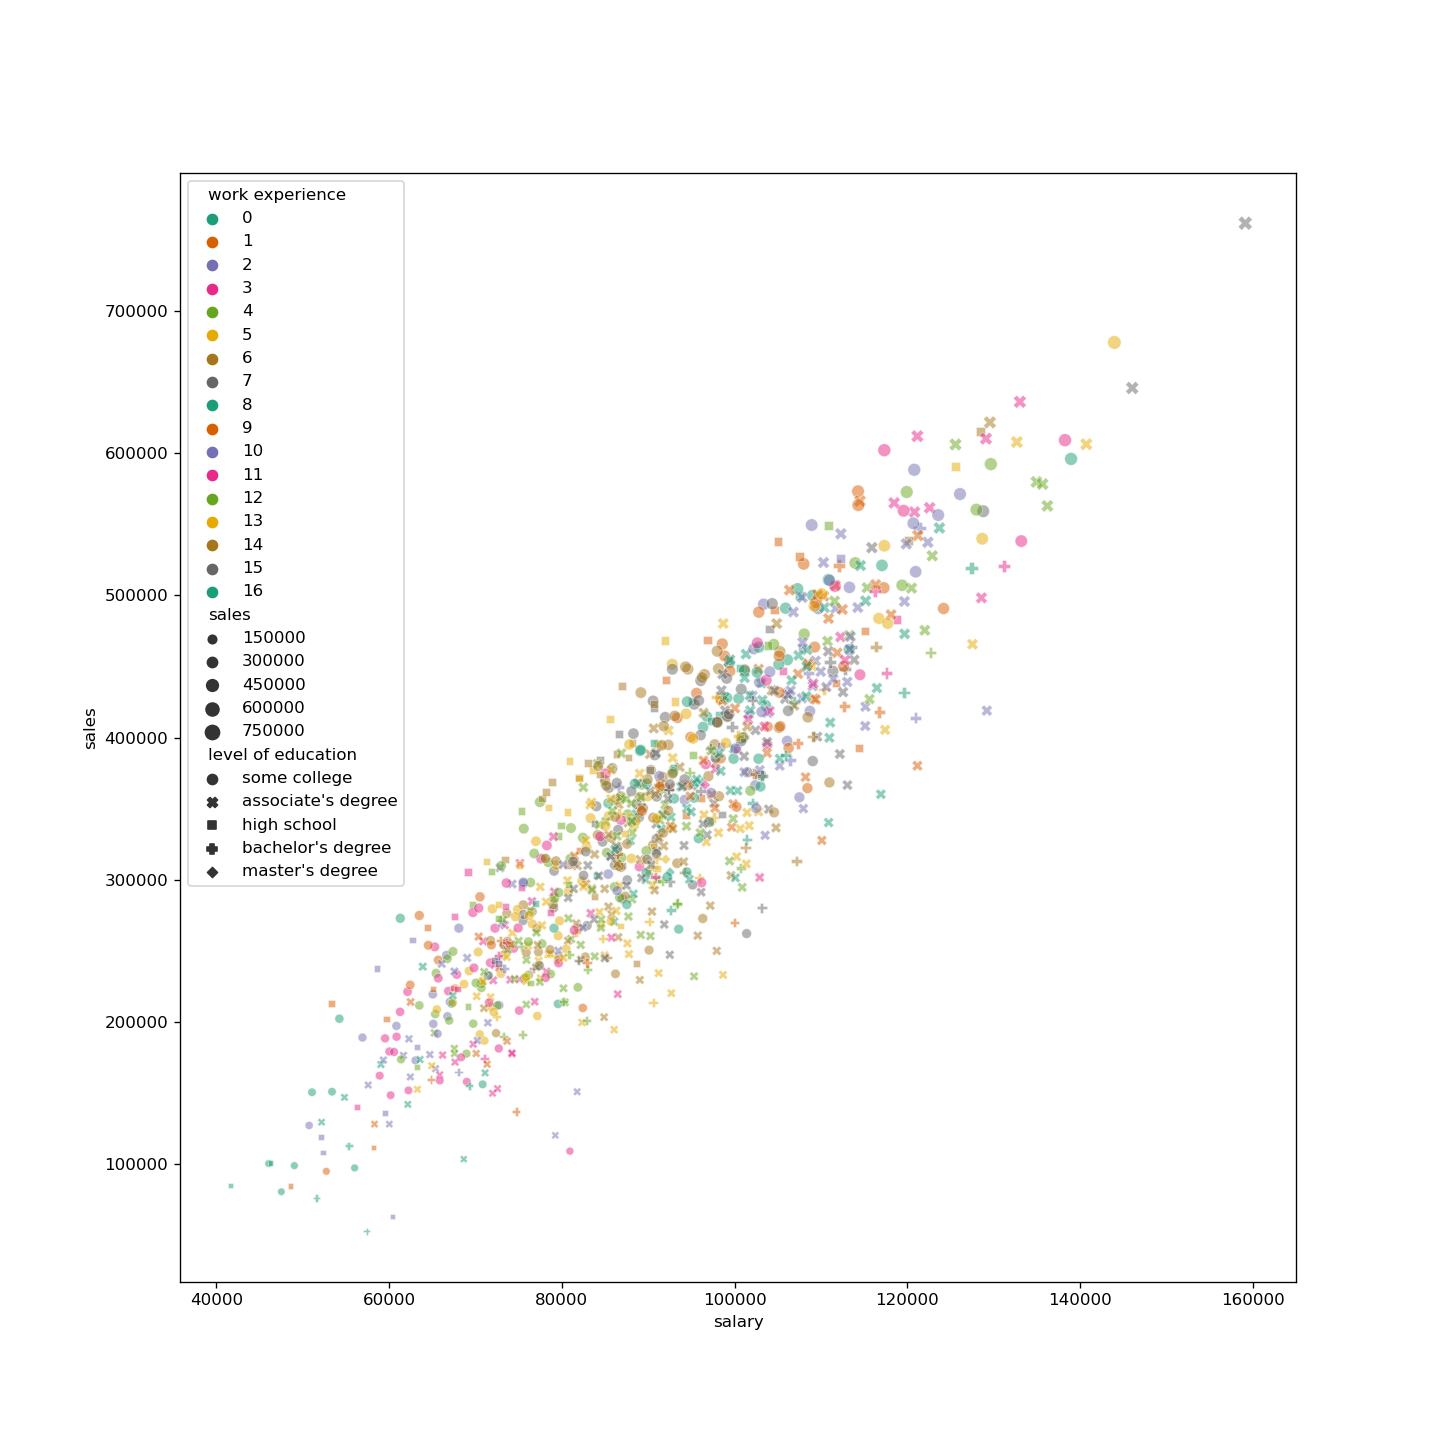 work experience
0
1
2
3
4
5
6
7
8
9
10
11
12
13
14
15
16
sales
150000
300000
450000
600000
750000
level of education
some college
associate's degree
high school
bachelor's degree
master's degree
700000
600000
500000
400000
300000
200000
100000
sales
40000 60000 80000 100000 120000 140000 160000
salary